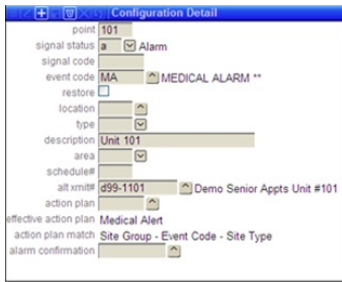 Configuration Detail
point 101
signal status a Alarm
signal code
event code MA MEDICAL ALARM **
restore
location
type
description Unit 101
area
schedule#
alt xmit# d99-1101 Demo Senior Appts Unit #101
action plan
effective action plan Medical Alert
action plan match Site Group - Event Code - Site Type
alarm confirmation